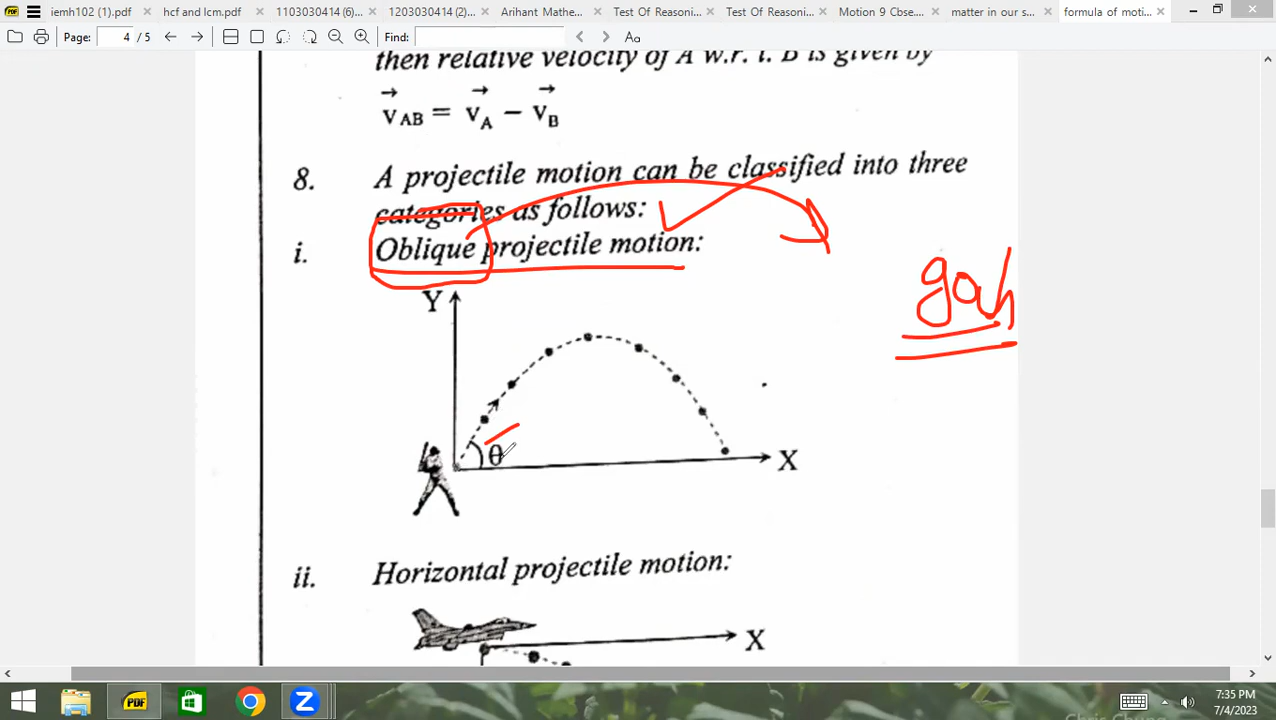 iemh102 (1).pdf
hcf and lcm.pdf
1103030414 (6)...
1203030414 (2)...
Arihant Mathe...
Test Of Reasoni...
Test Of Reasoni...
Motion 9 Cbse....
matter in our s...
formula of moti...
Page: 4 / 5
Find:
Aa
then relative velocity of A w.r. t. B is given by
v⃗AB = v⃗A − v⃗B
8. A projectile motion can be classified into three
categories as follows:
i. Oblique projectile motion:
Y
θ
X
ii. Horizontal projectile motion:
X
PDF
7:35 PM
7/4/2023